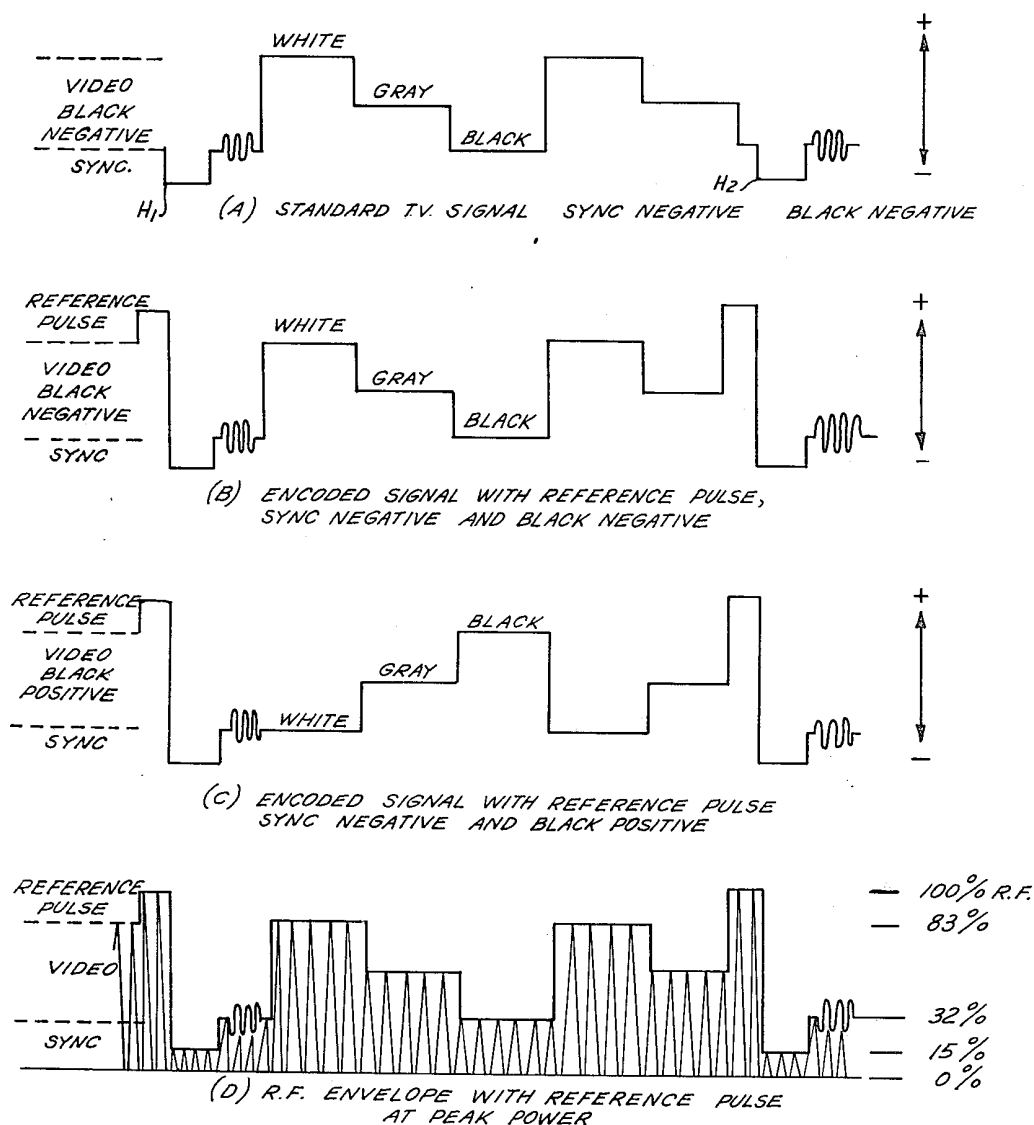 WHITE
+
VIDEO
BLACK
NEGATIVE
GRAY
BLACK
SYNC.
H1
H2
−
(A) STANDARD T.V. SIGNAL SYNC NEGATIVE BLACK NEGATIVE
REFERENCE
PULSE
+
WHITE
VIDEO
BLACK
NEGATIVE
GRAY
BLACK
SYNC
−
(B) ENCODED SIGNAL WITH REFERENCE PULSE,
SYNC NEGATIVE AND BLACK NEGATIVE
REFERENCE
PULSE
+
BLACK
VIDEO
BLACK
POSITIVE
GRAY
WHITE
SYNC
−
(C) ENCODED SIGNAL WITH REFERENCE PULSE
SYNC NEGATIVE AND BLACK POSITIVE
REFERENCE
PULSE
100% R.F.
83%
VIDEO
32%
SYNC
15%
0%
(D) R.F. ENVELOPE WITH REFERENCE PULSE
AT PEAK POWER